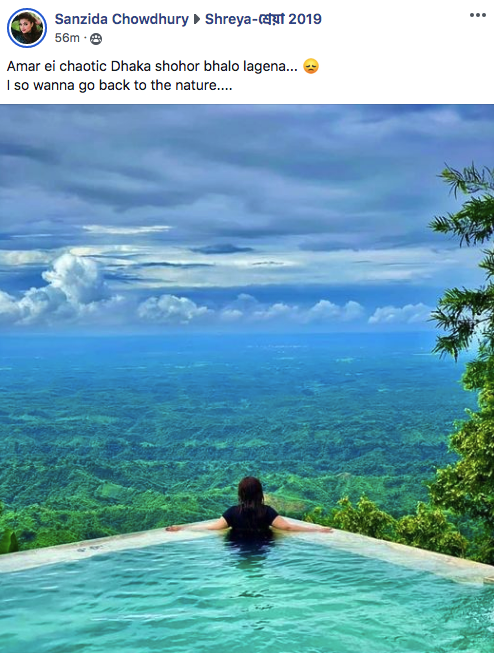 Sanzida Chowdhury ▸ Shreya-শ্রেয়া 2019
56m ·
Amar ei chaotic Dhaka shohor bhalo lagena... 😞
I so wanna go back to the nature....